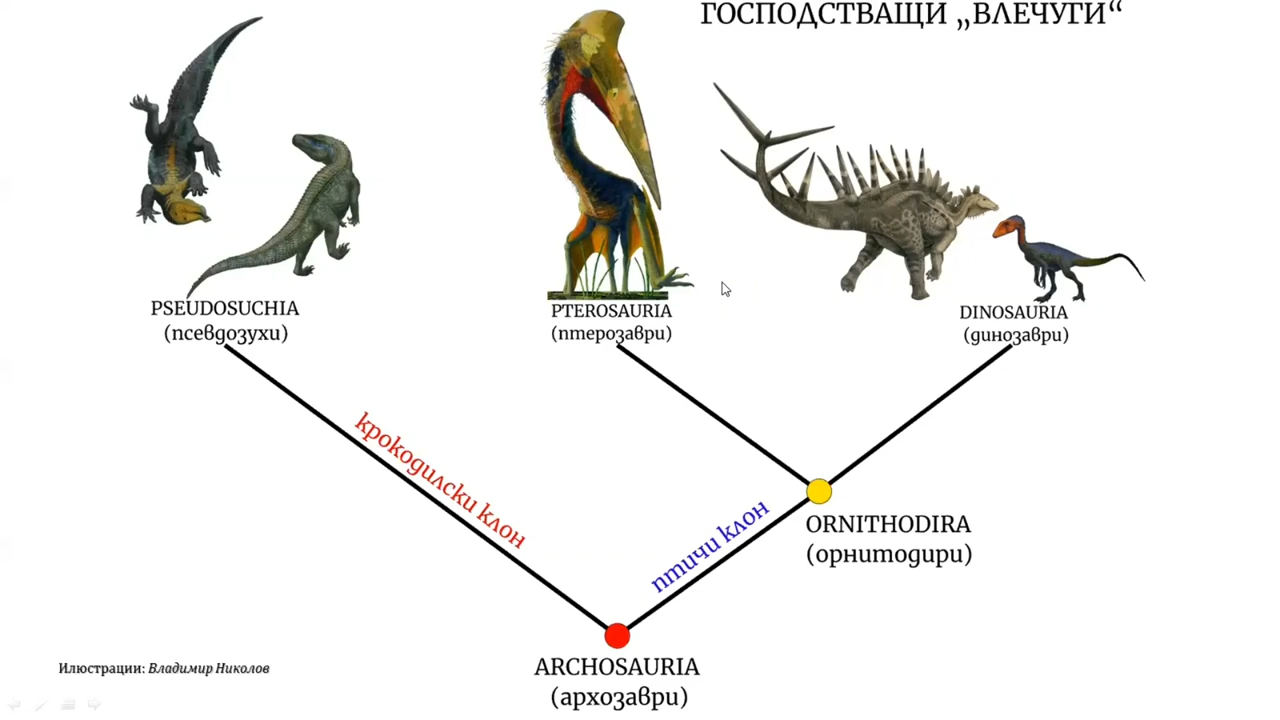 ГОСПОДСТВАЩИ „ВЛЕЧУГИ“
PSEUDOSUCHIA
(псевдозухи)
PTEROSAURIA
(птерозаври)
DINOSAURIA
(динозаври)
крокодилски клон
птичи клон
ORNITHODIRA
(орнитодири)
ARCHOSAURIA
(архозаври)
Илюстрации: Владимир Николов